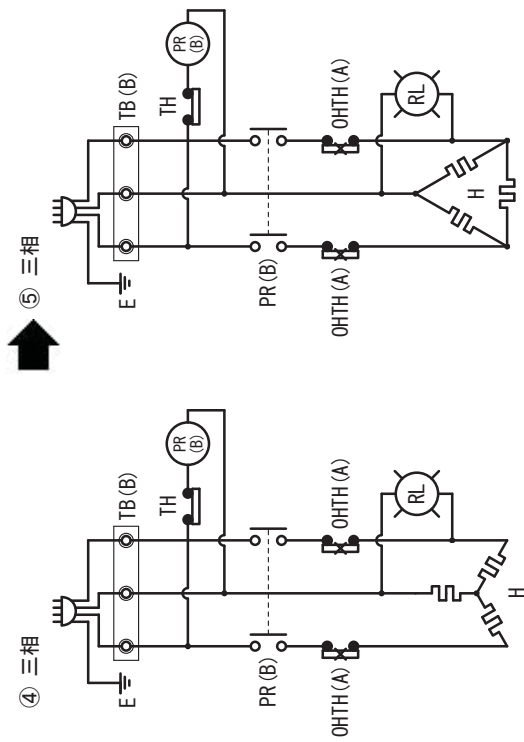 ④ 三相
E
TB(B)
TH
PR
(B)
PR(B)
OHTH(A)
OHTH(A)
RL
H
⑤ 三相
E
TB(B)
TH
PR
(B)
PR(B)
OHTH(A)
OHTH(A)
RL
H